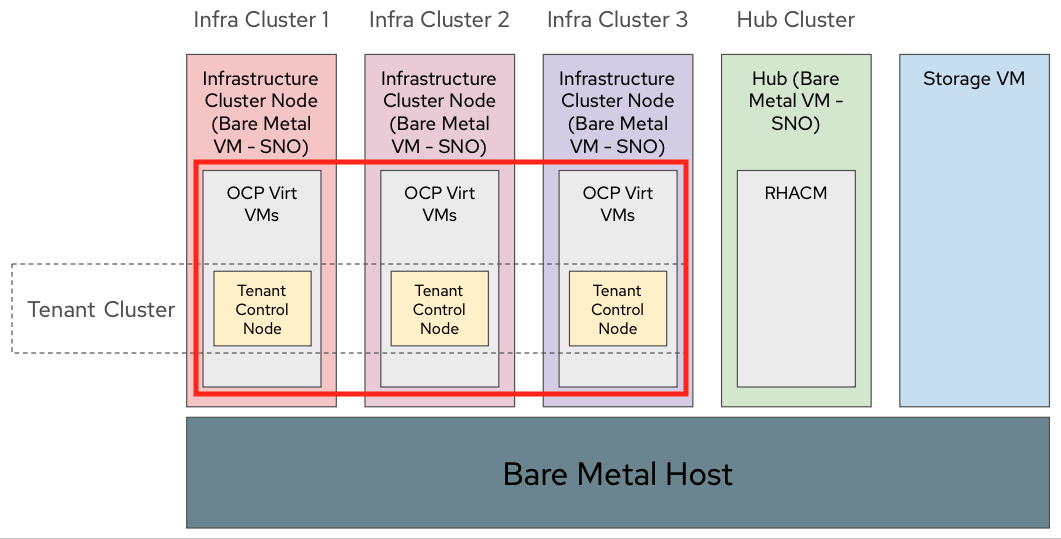 Infra Cluster 1
Infra Cluster 2
Infra Cluster 3
Hub Cluster
Infrastructure
Cluster Node
(Bare Metal
VM - SNO)
Infrastructure
Cluster Node
(Bare Metal
VM - SNO)
Infrastructure
Cluster Node
(Bare Metal
VM - SNO)
Hub (Bare
Metal VM -
SNO)
Storage VM
OCP Virt
VMs
OCP Virt
VMs
OCP Virt
VMs
RHACM
Tenant Cluster
Tenant
Control
Node
Tenant
Control
Node
Tenant
Control
Node
Bare Metal Host